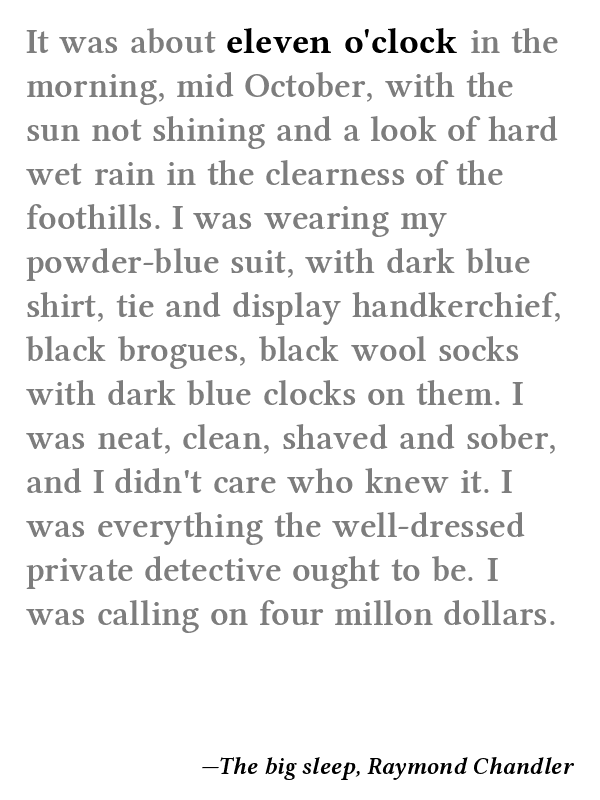 It was about eleven o'clock in the
morning, mid October, with the
sun not shining and a look of hard
wet rain in the clearness of the
foothills. I was wearing my
powder-blue suit, with dark blue
shirt, tie and display handkerchief,
black brogues, black wool socks
with dark blue clocks on them. I
was neat, clean, shaved and sober,
and I didn't care who knew it. I
was everything the well-dressed
private detective ought to be. I
was calling on four millon dollars.
—The big sleep, Raymond Chandler